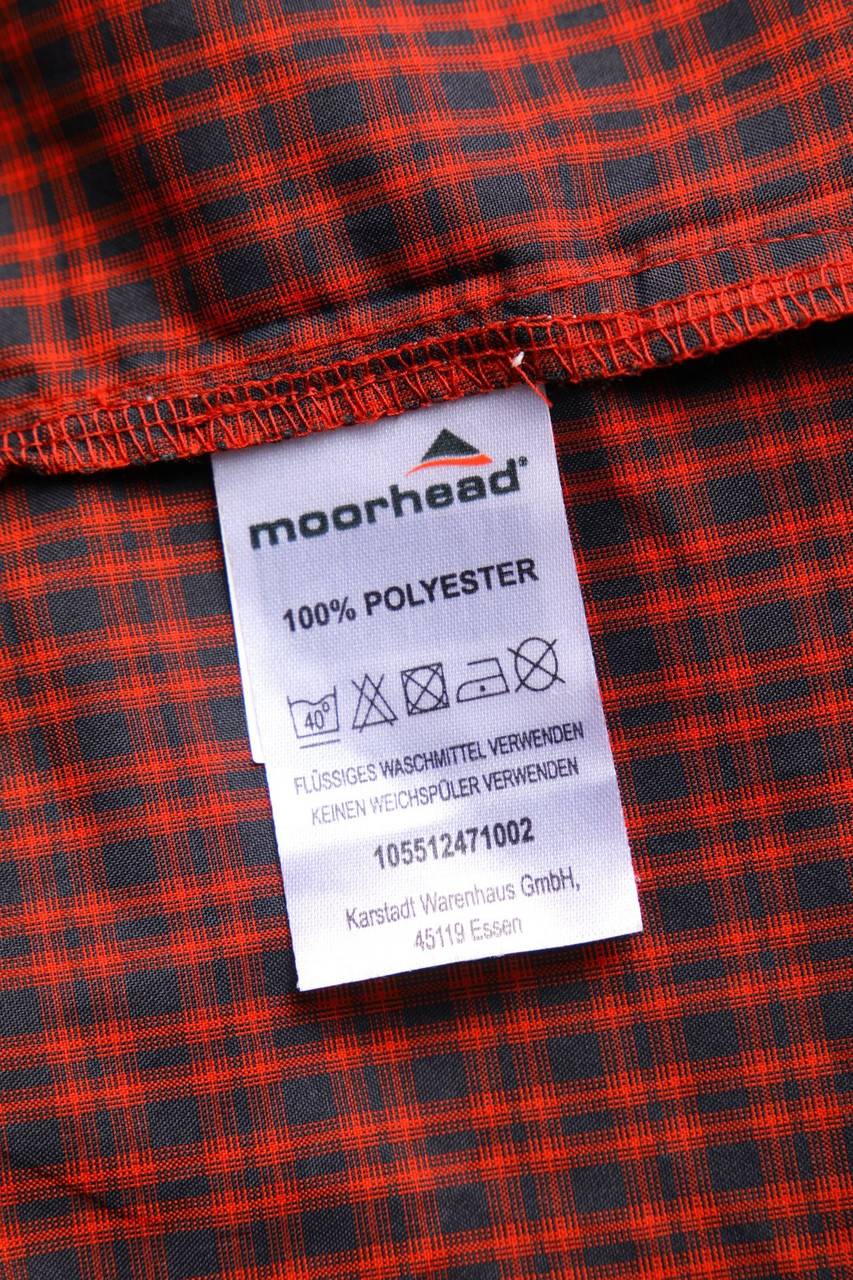 moorhead®
100% POLYESTER
40°
FLÜSSIGES WASCHMITTEL VERWENDEN
KEINEN WEICHSPÜLER VERWENDEN
105512471002
Karstadt Warenhaus GmbH,
45119 Essen